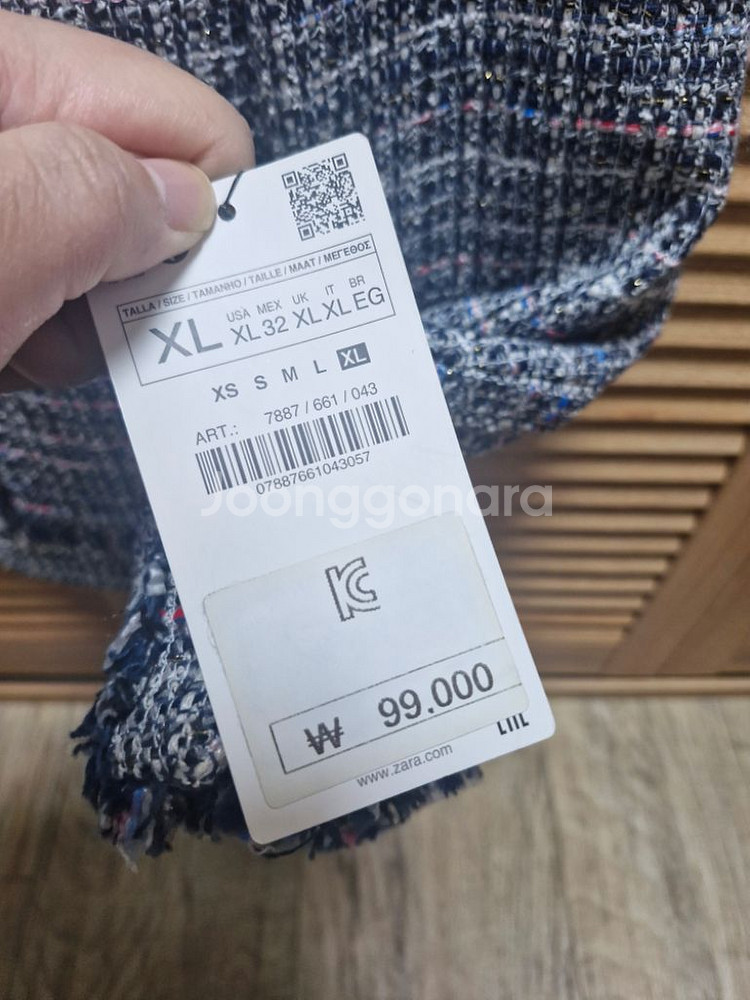 TALLA / SIZE / TAMANHO / TAILLE / MAAT / ΜΕΓΕΘΟΣ
XL
USA MEX UK IT BR
XL 32 XL XL EG
XS S M L XL
ART.: 7887 / 661 / 043
07887661043057
Joonggonara
KC
₩ 99.000
www.zara.com